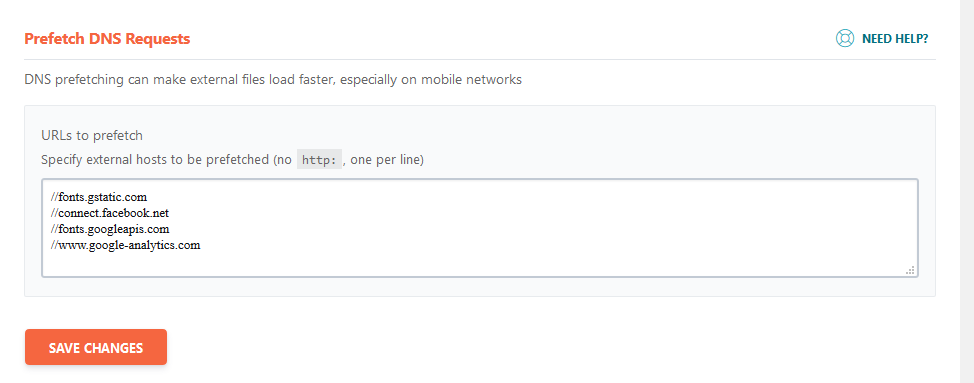 Prefetch DNS Requests
NEED HELP?
DNS prefetching can make external files load faster, especially on mobile networks
URLs to prefetch
Specify external hosts to be prefetched (no http:, one per line)
//fonts.gstatic.com
//connect.facebook.net
//fonts.googleapis.com
//www.google-analytics.com
SAVE CHANGES